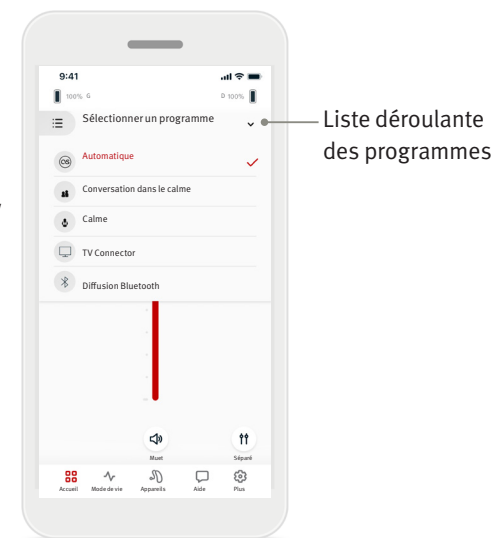 9:41
100% G
D 100%
Sélectionner un programme
Automatique
Conversation dans le calme
Calme
TV Connector
Diffusion Bluetooth
Muet
Séparé
Accueil
Mode de vie
Appareils
Aide
Plus
Liste déroulante
des programmes